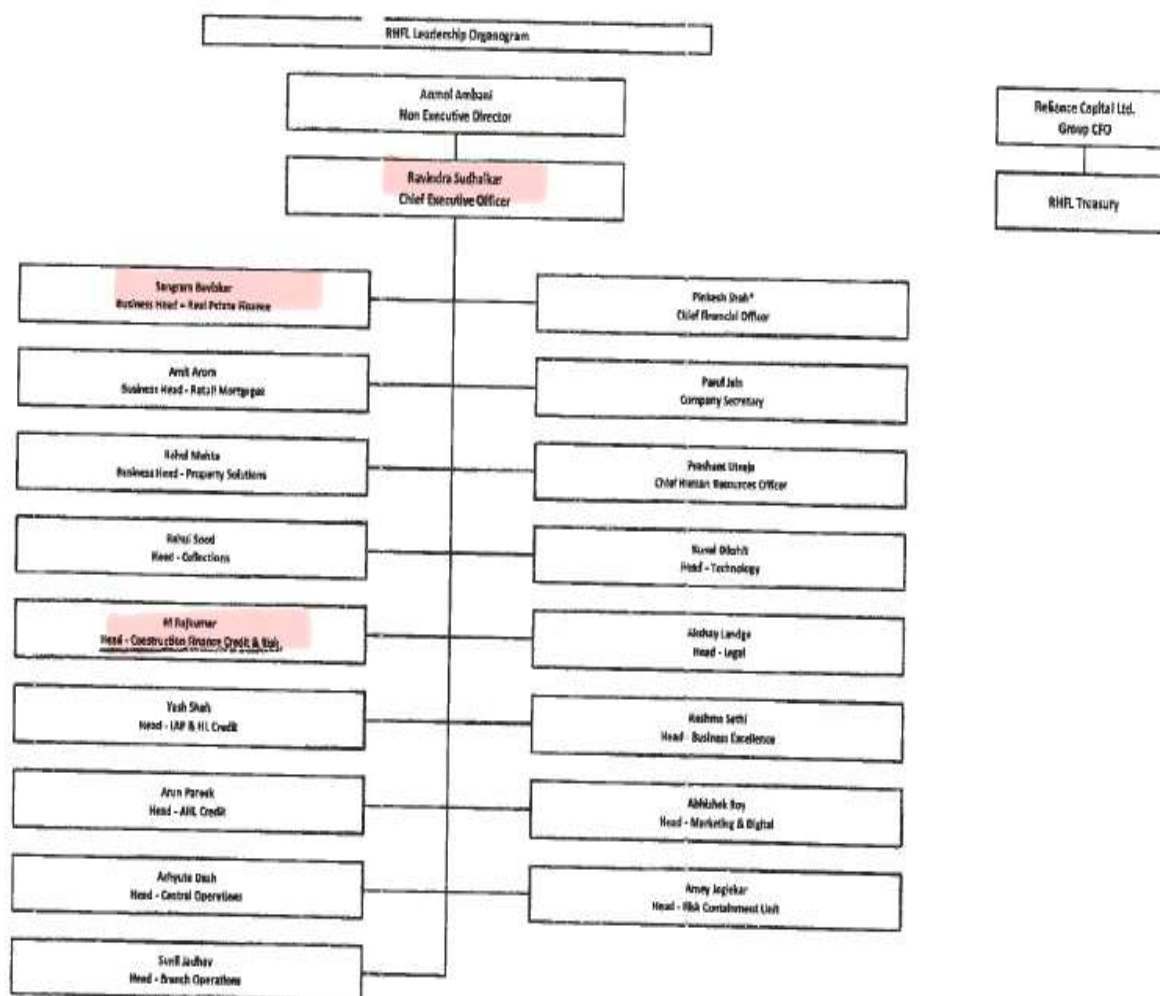 RHFL Leadership Organogram
Anmol Ambani
Non Executive Director
Ravindra Sudhalkar
Chief Executive Officer
Reliance Capital Ltd.
Group CFO
RHFL Treasury
Sangram Baviskar
Business Head – Real Estate Finance
Amit Arora
Business Head - Retail Mortgages
Rahul Mehta
Business Head - Property Solutions
Rahul Sood
Head - Collections
M Rajkumar
Head - Construction Finance Credit & Risk
Yash Shah
Head - LAP & HL Credit
Arun Pareek
Head - AHL Credit
Achyuta Dash
Head - Central Operations
Sunil Jadhav
Head - Branch Operations
Pinkesh Shah*
Chief Financial Officer
Parul Jain
Company Secretary
Prashant Utreja
Chief Human Resources Officer
Dikshit
Head - Technology
Akshay Landge
Head - Legal
Reshma Sethi
Head - Business Excellence
Abhishek Roy
Head - Marketing & Digital
Amey Joglekar
Head - Risk Containment Unit